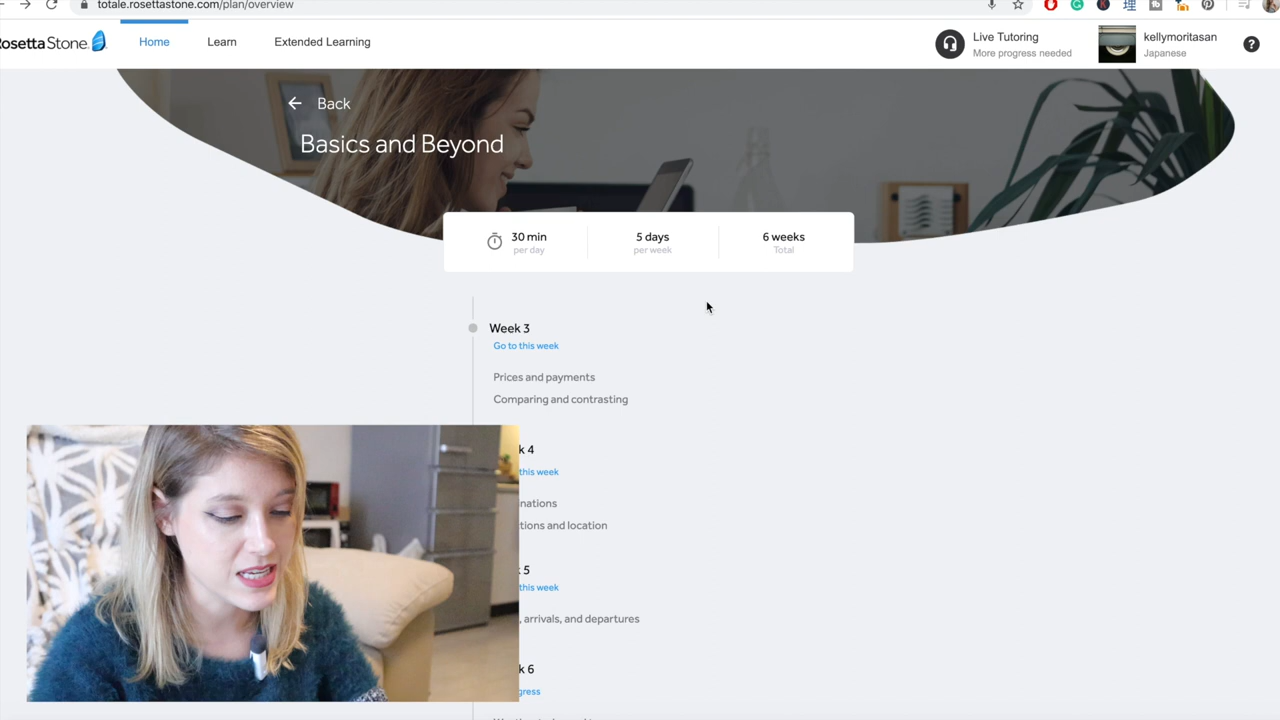 totale.rosettastone.com/plan/overview
RosettaStone
Home
Learn
Extended Learning
Live Tutoring
More progress needed
kellymoritasan
Japanese
?
Back
Basics and Beyond
30 min
per day
5 days
per week
6 weeks
Total
Week 3
Go to this week
Prices and payments
Comparing and contrasting
k 4
this week
nations
tions and location
5
this week
, arrivals, and departures
k 6
gress